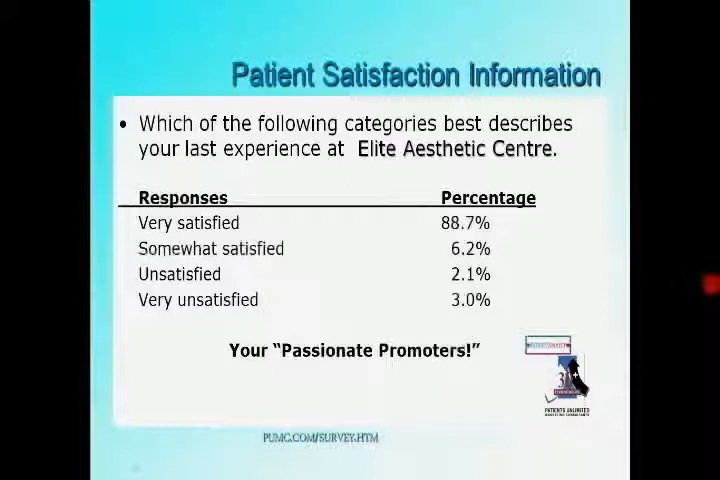 Patient Satisfaction Information
• Which of the following categories best describes
your last experience at Elite Aesthetic Centre.
Responses Percentage
Very satisfied 88.7%
Somewhat satisfied 6.2%
Unsatisfied 2.1%
Very unsatisfied 3.0%
Your “Passionate Promoters!”
PATIENTS UNLIMITED
MARKETING CONSULTANTS
PUMC.COM/SURVEY.HTM